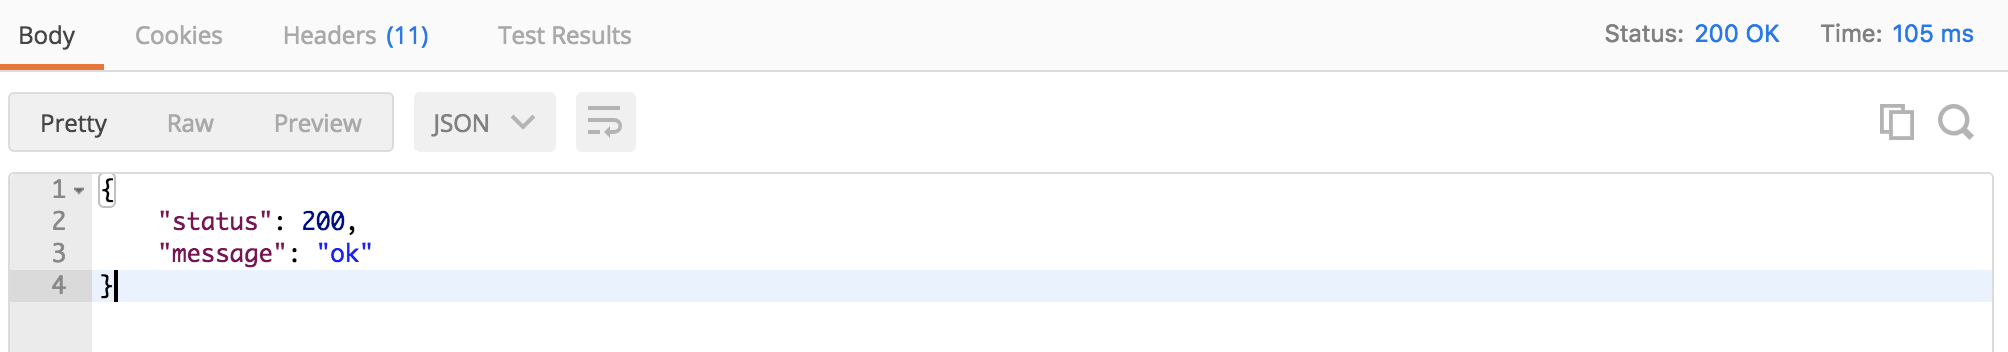 Body Cookies Headers (11) Test Results Status: 200 OK Time: 105 ms
Pretty Raw Preview JSON
1 {
2 "status": 200,
3 "message": "ok"
4 }